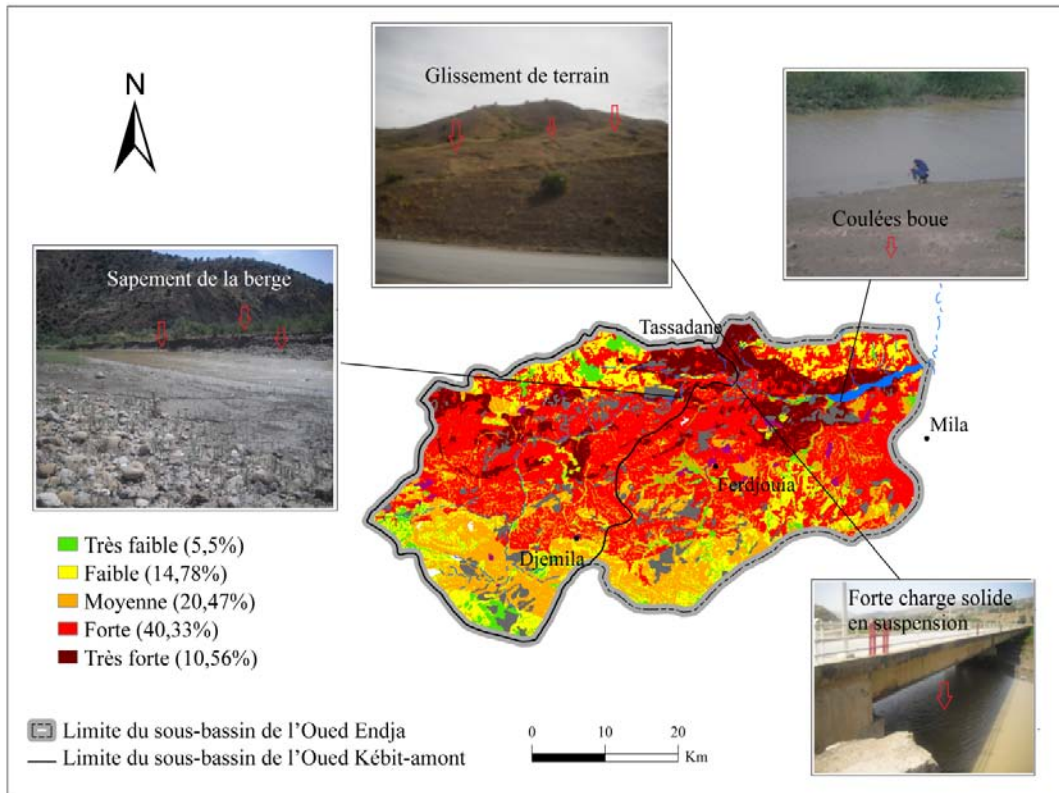 N
Glissement de terrain
Coulées boue
Sapement de la berge
Tassadane
Mila
Ferdjouia
Djemila
Très faible (5,5%)
Faible (14,78%)
Moyenne (20,47%)
Forte (40,33%)
Très forte (10,56%)
Forte charge solide
en suspension
Limite du sous-bassin de l'Oued Endja
Limite du sous-bassin de l'Oued Kébit-amont
0 10 20
Km